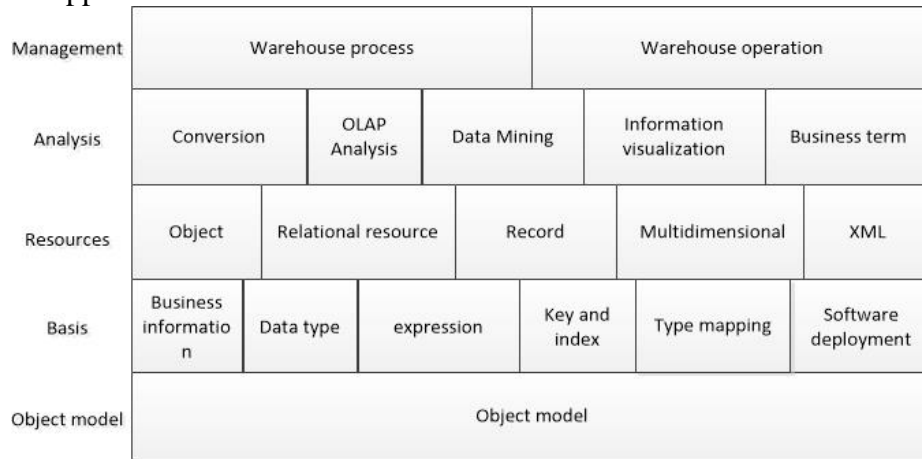 Management
Warehouse process
Warehouse operation
Analysis
Conversion
OLAP
Analysis
Data Mining
Information
visualization
Business term
Resources
Object
Relational resource
Record
Multidimensional
XML
Basis
Business
informatio
n
Data type
expression
Key and
index
Type mapping
Software
deployment
Object model
Object model